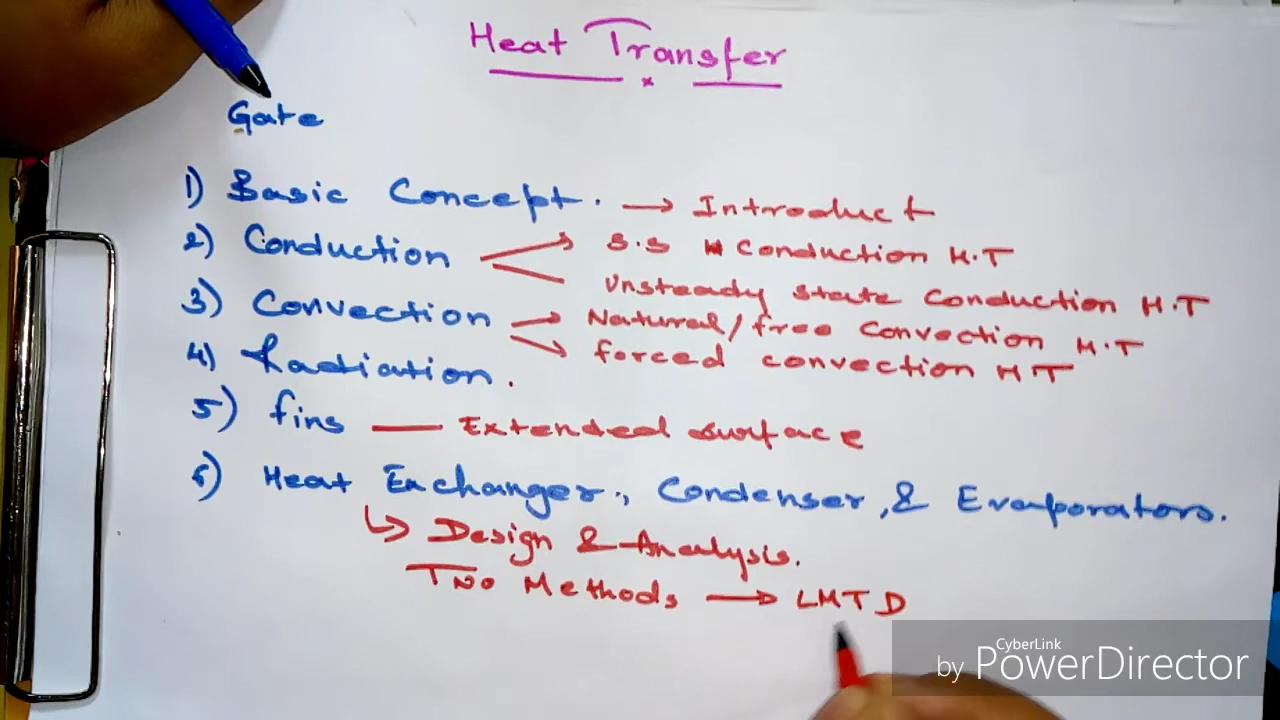 Heat Transfer
Gate
1) Basic Concept. → Introduct
2) Conduction S.S Conduction H.T
Unsteady state Conduction H.T
3) Convection Natural/free Convection H.T
forced convection HT
4) Radiation.
5) fins — Extended surface
6) Heat Exchanger., Condenser, & Evaporators.
↳ Design & Analysis.
Two Methods → LMTD
CyberLink
by PowerDirector